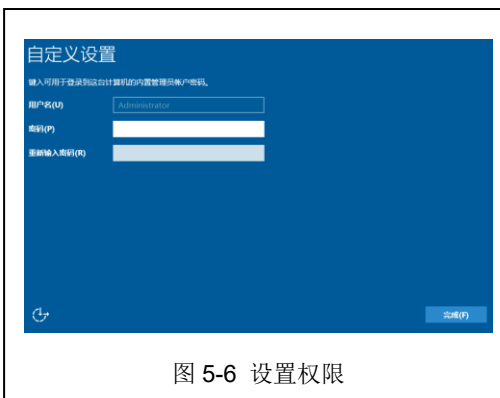 自定义设置
键入可用于登录到这台计算机的内置管理员帐户密码。
用户名(U) Administrator
密码(P)
重新输入密码(R)
完成(F)
图 5-6 设置权限